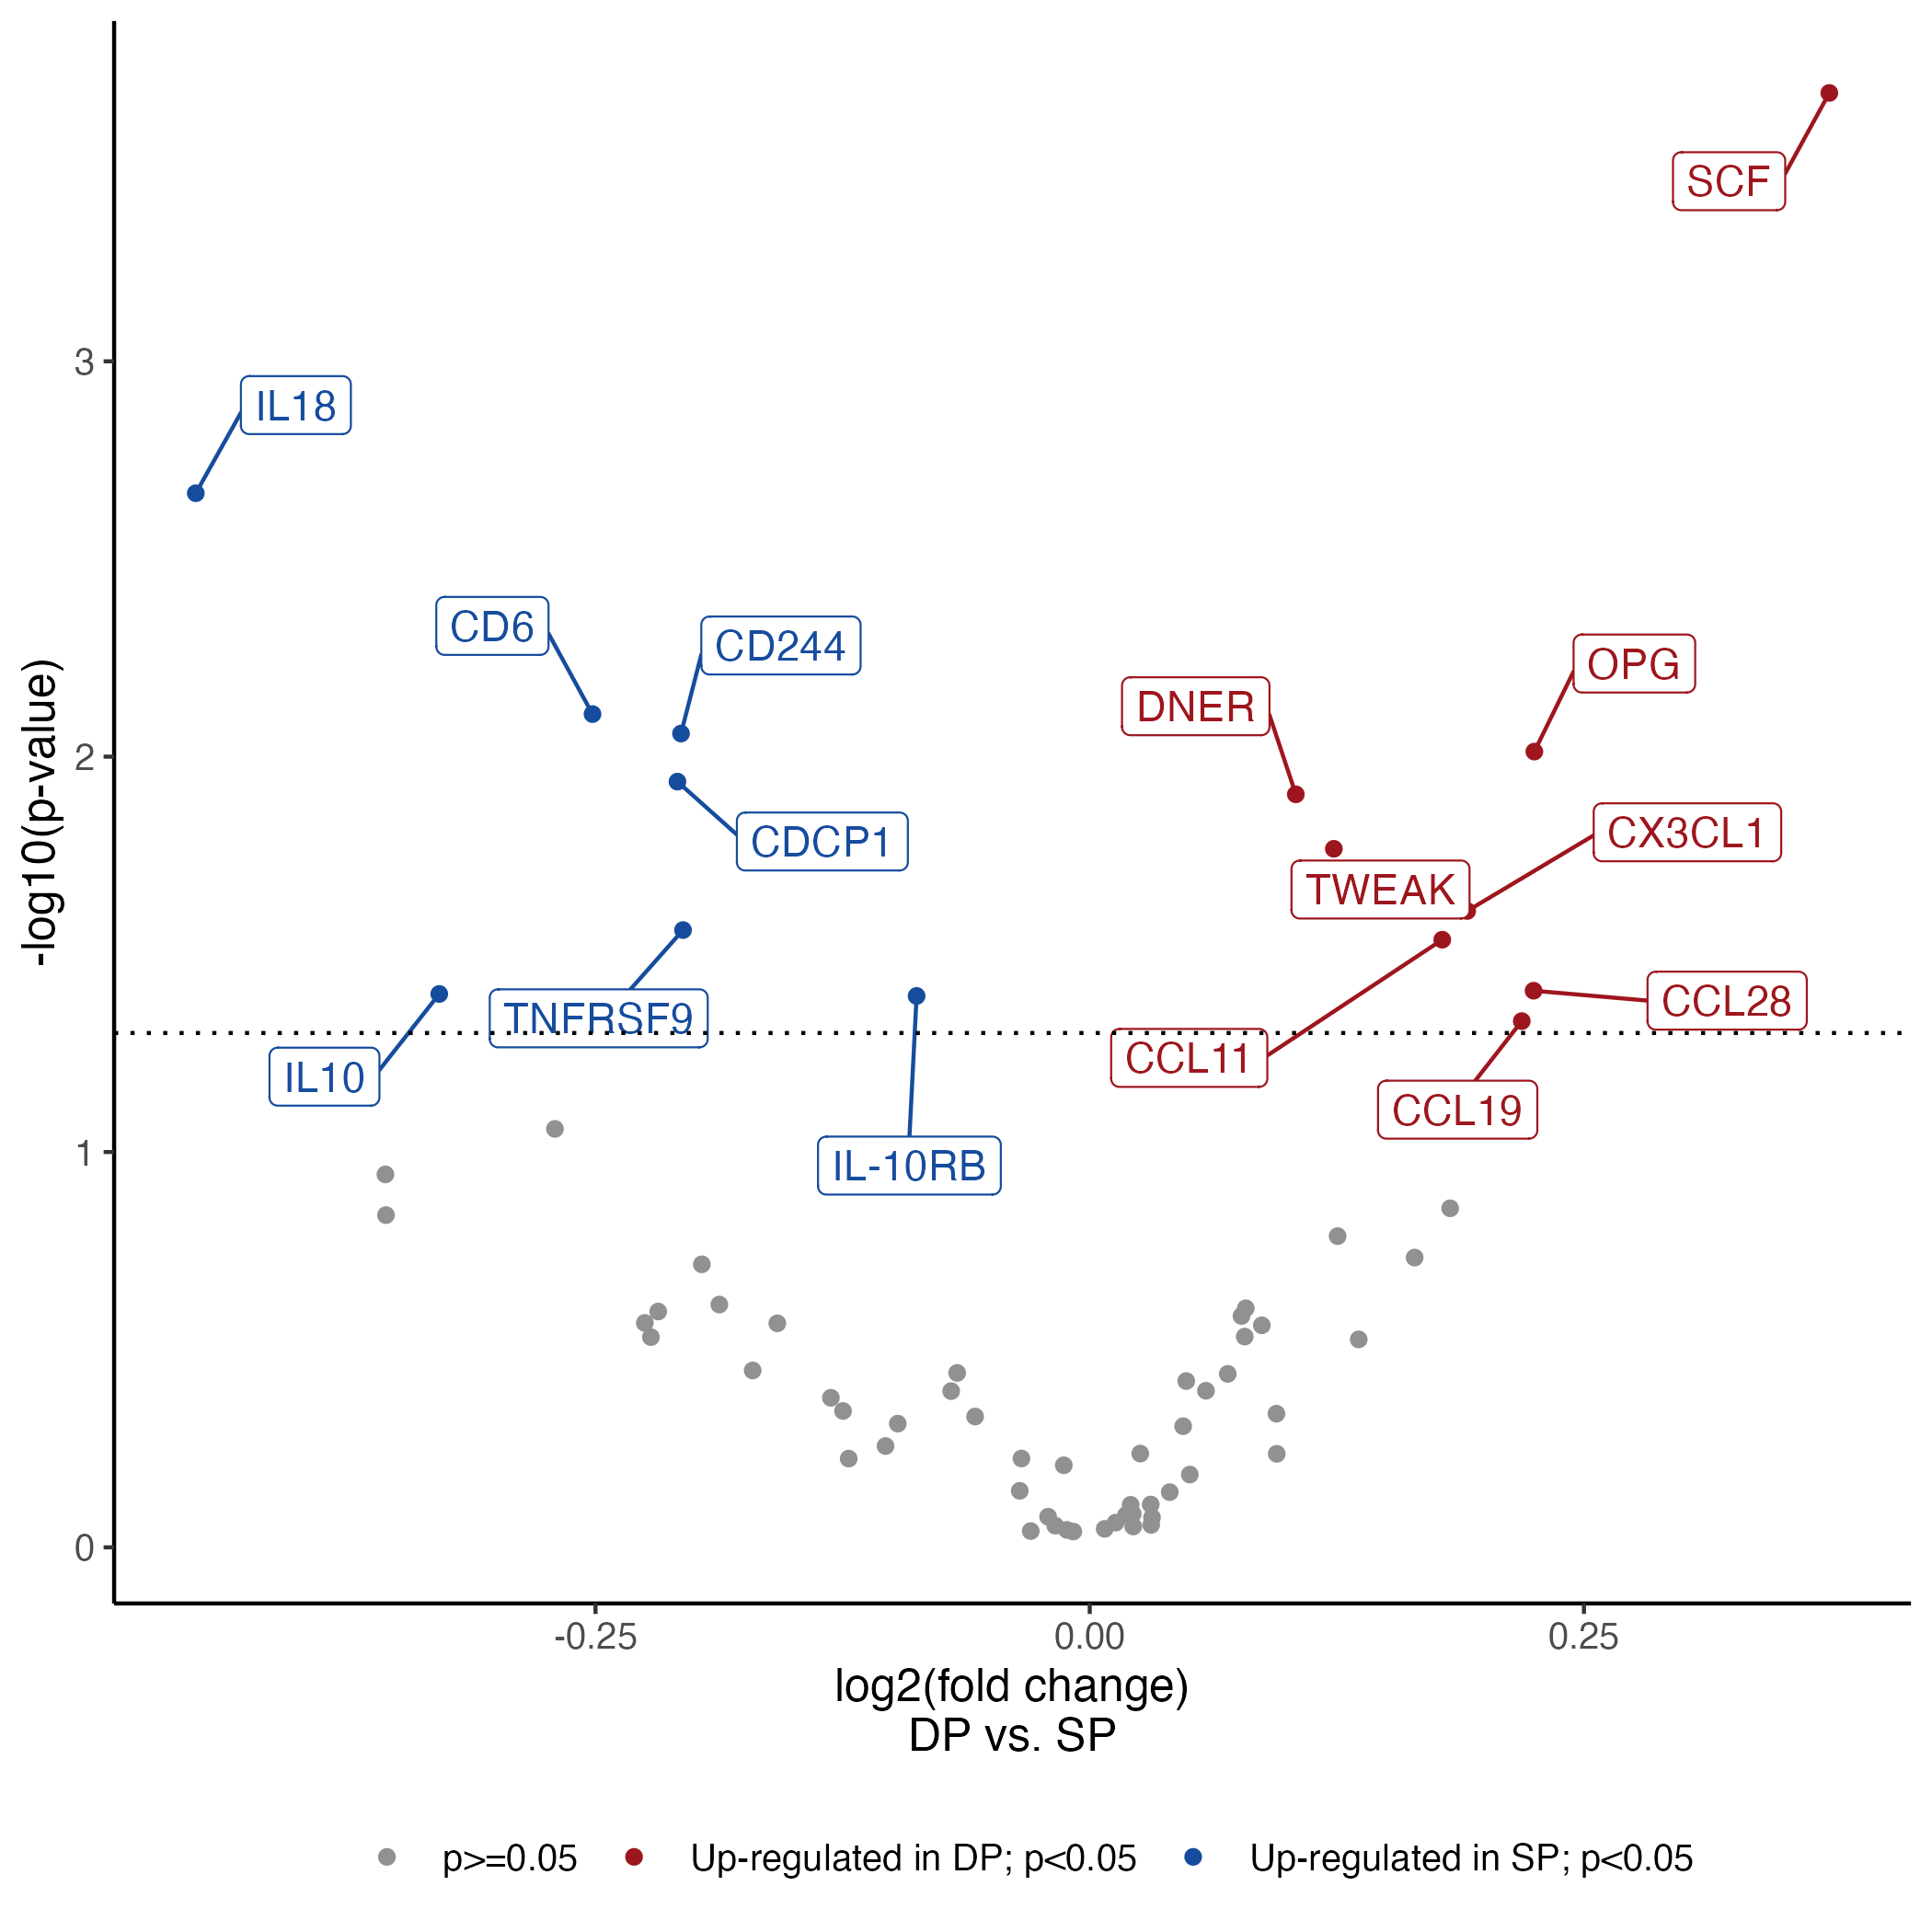 SCF
3
IL18
CD6
CD244
OPG
DNER
2
CX3CL1
CDCP1
TWEAK
-log10(p-value)
CCL28
TNFRSF9
CCL11
IL10
CCL19
1
IL-10RB
0
-0.25
0.00
0.25
log2(fold change)
DP vs. SP
p>=0.05
Up-regulated in DP; p<0.05
Up-regulated in SP; p<0.05